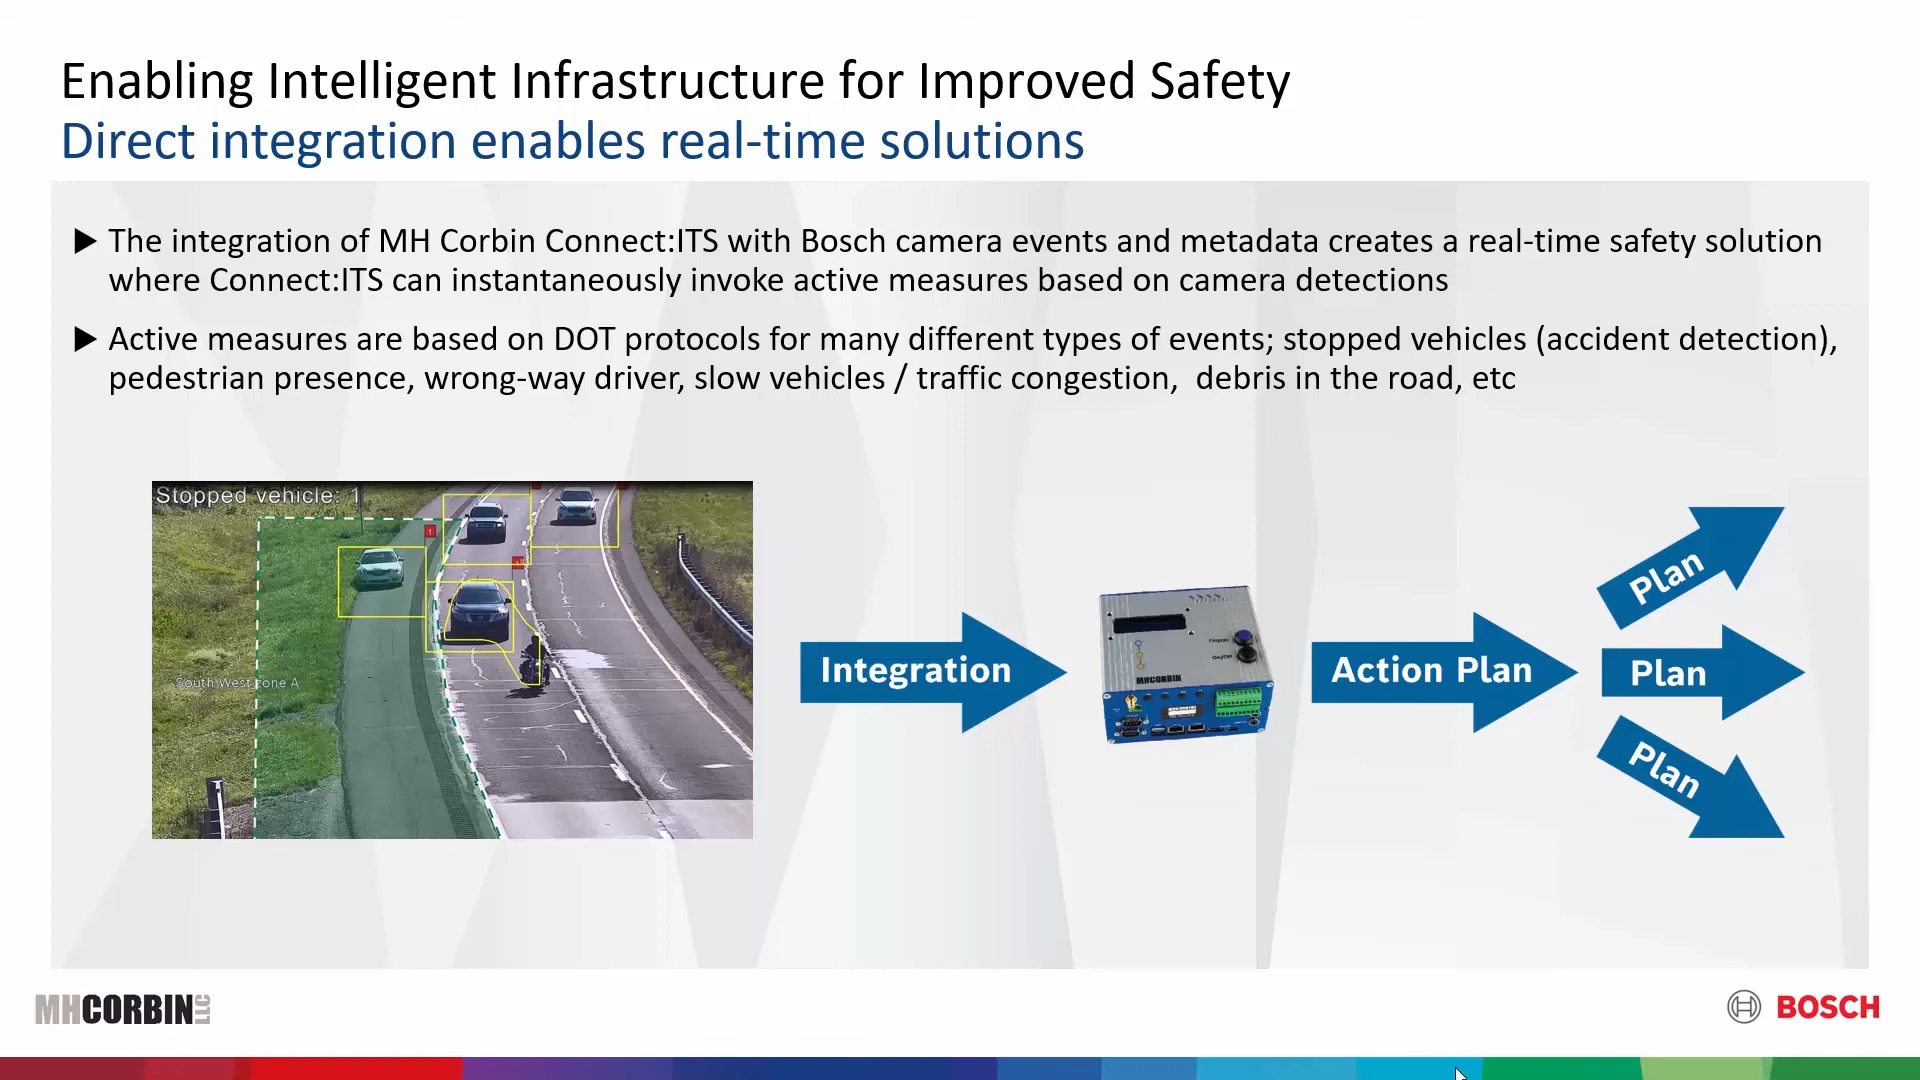 Enabling Intelligent Infrastructure for Improved Safety
Direct integration enables real-time solutions
The integration of MH Corbin Connect:ITS with Bosch camera events and metadata creates a real-time safety solution
where Connect:ITS can instantaneously invoke active measures based on camera detections
Active measures are based on DOT protocols for many different types of events; stopped vehicles (accident detection),
pedestrian presence, wrong-way driver, slow vehicles / traffic congestion,  debris in the road, etc
Stopped vehicle: 1
1
South West zone A
Integration
Display
MHCORBIN
Action Plan
Plan
Plan
Plan
MHCORBIN LLC
BOSCH